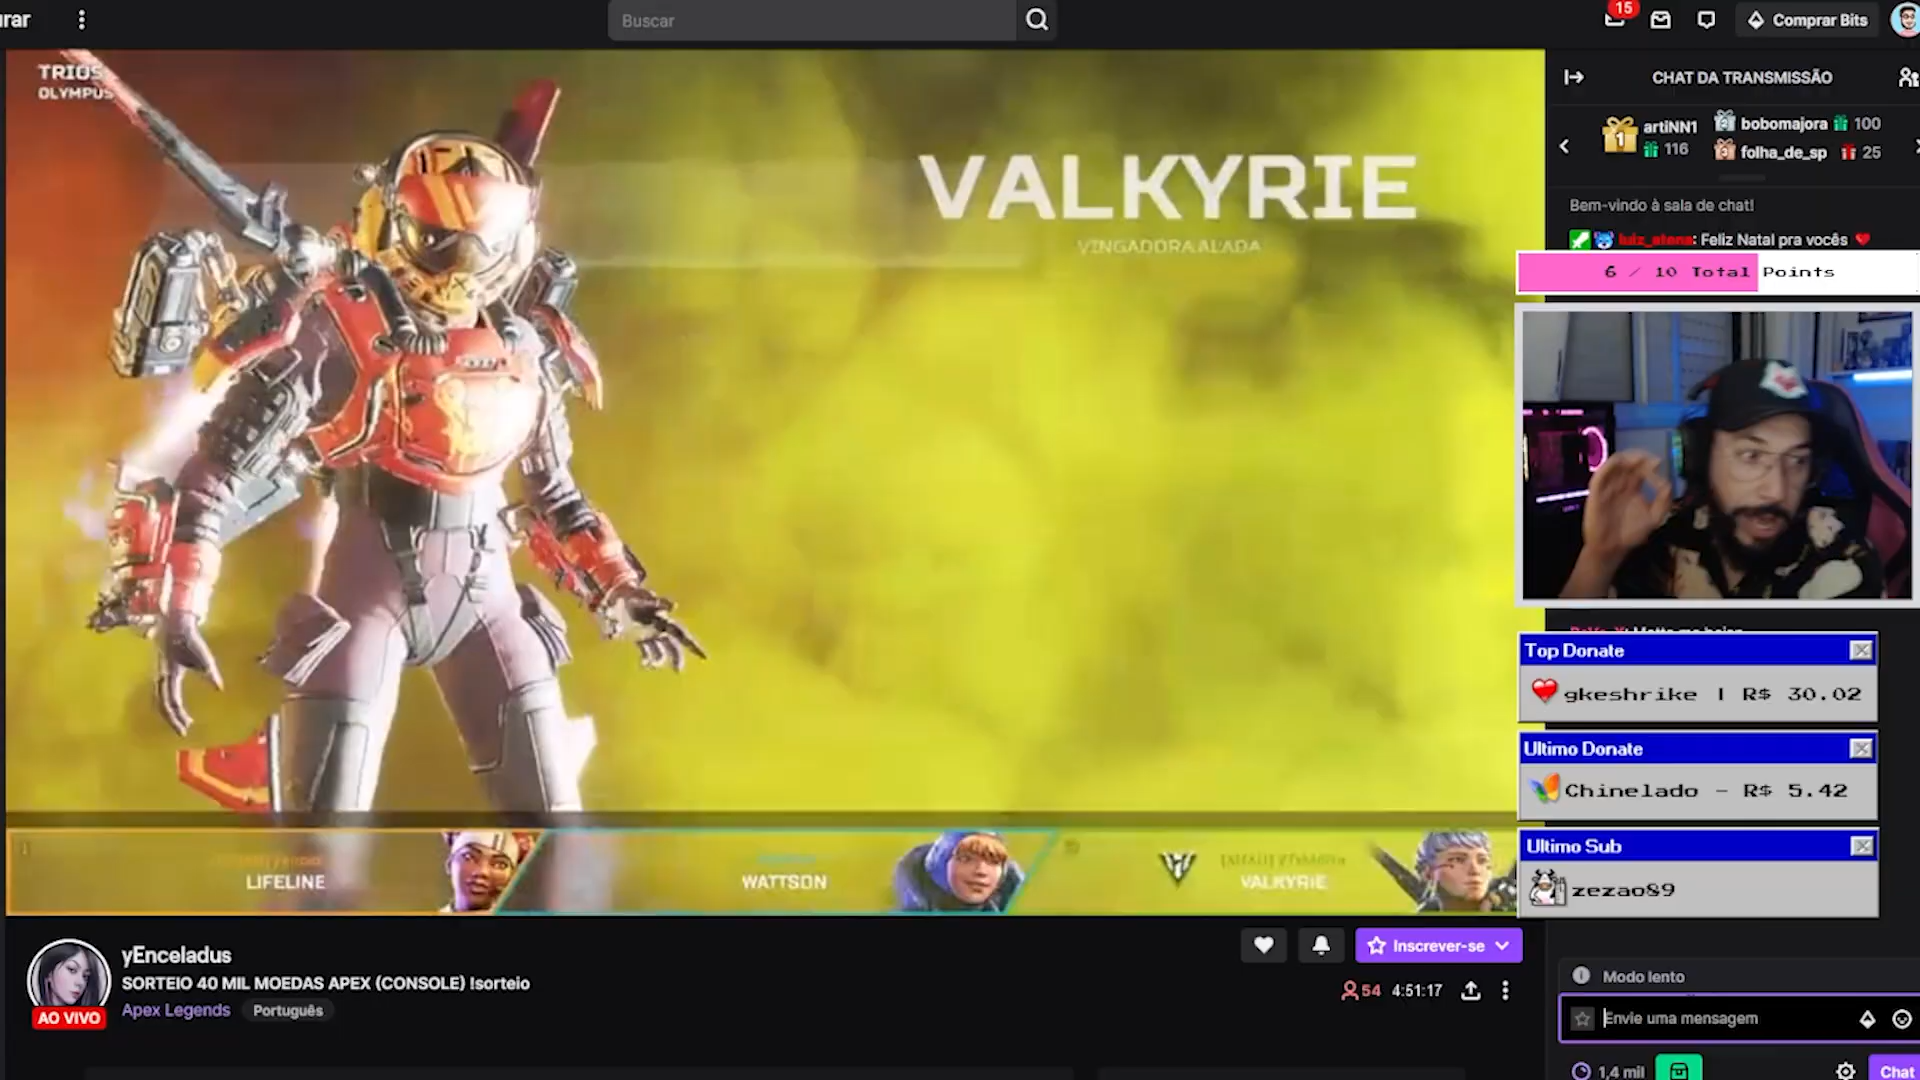 urar
Buscar
15
Comprar Bits
TRIOS
OLYMPUS
VALKYRIE
VINGADORA ALADA
CHAT DA TRANSMISSÃO
1
artiNN1
116
bobomajora 100
folha_de_sp 25
Bem-vindo à sala de chat!
luiz_atena: Feliz Natal pra vocês
6 / 10 Total Points
Top Donate
gkeshrike | R$ 30.02
Ultimo Donate
Chinelado - R$ 5.42
Ultimo Sub
zezao89
LIFELINE
WATTSON
VALKYRIE
yEnceladus
SORTEIO 40 MIL MOEDAS APEX (CONSOLE) !sorteio
Apex Legends
Português
AO VIVO
Inscrever-se
54
4:51:17
Modo lento
Envie uma mensagem
1,4 mil
Chat